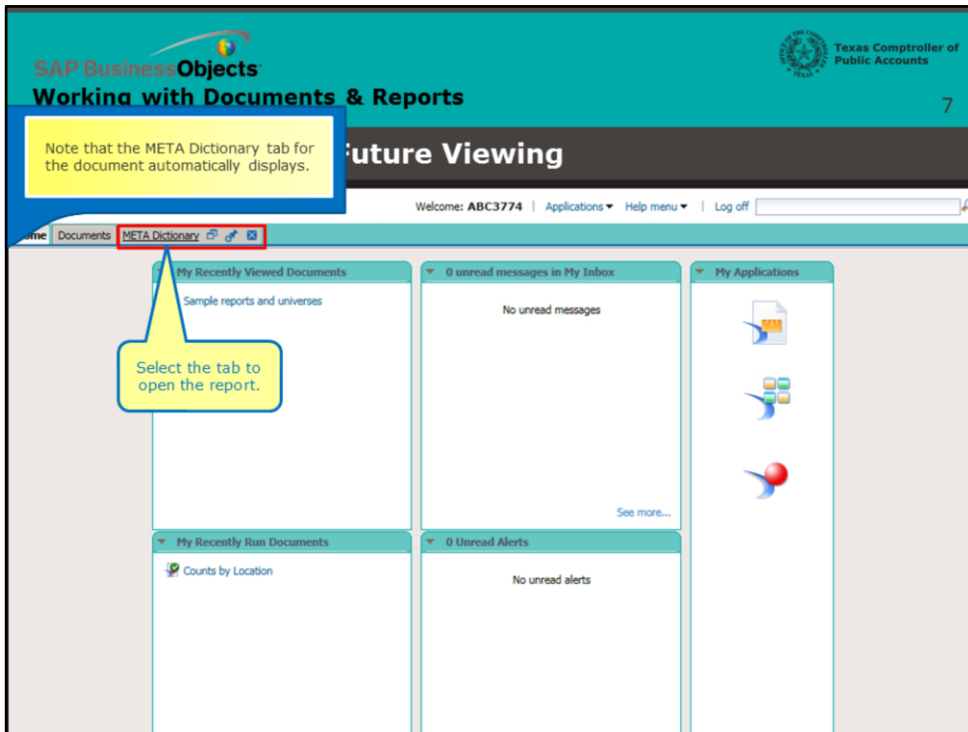 SAP BusinessObjects
Texas Comptroller of
Public Accounts
Working with Documents & Reports
7
Note that the META Dictionary tab for
the document automatically displays.
Future Viewing
Welcome: ABC3774 | Applications Help menu | Log off
Home Documents META Dictionary
My Recently Viewed Documents
0 unread messages in My Inbox
My Applications
Sample reports and universes
No unread messages
Select the tab to
open the report.
See more...
My Recently Run Documents
0 Unread Alerts
Counts by Location
No unread alerts